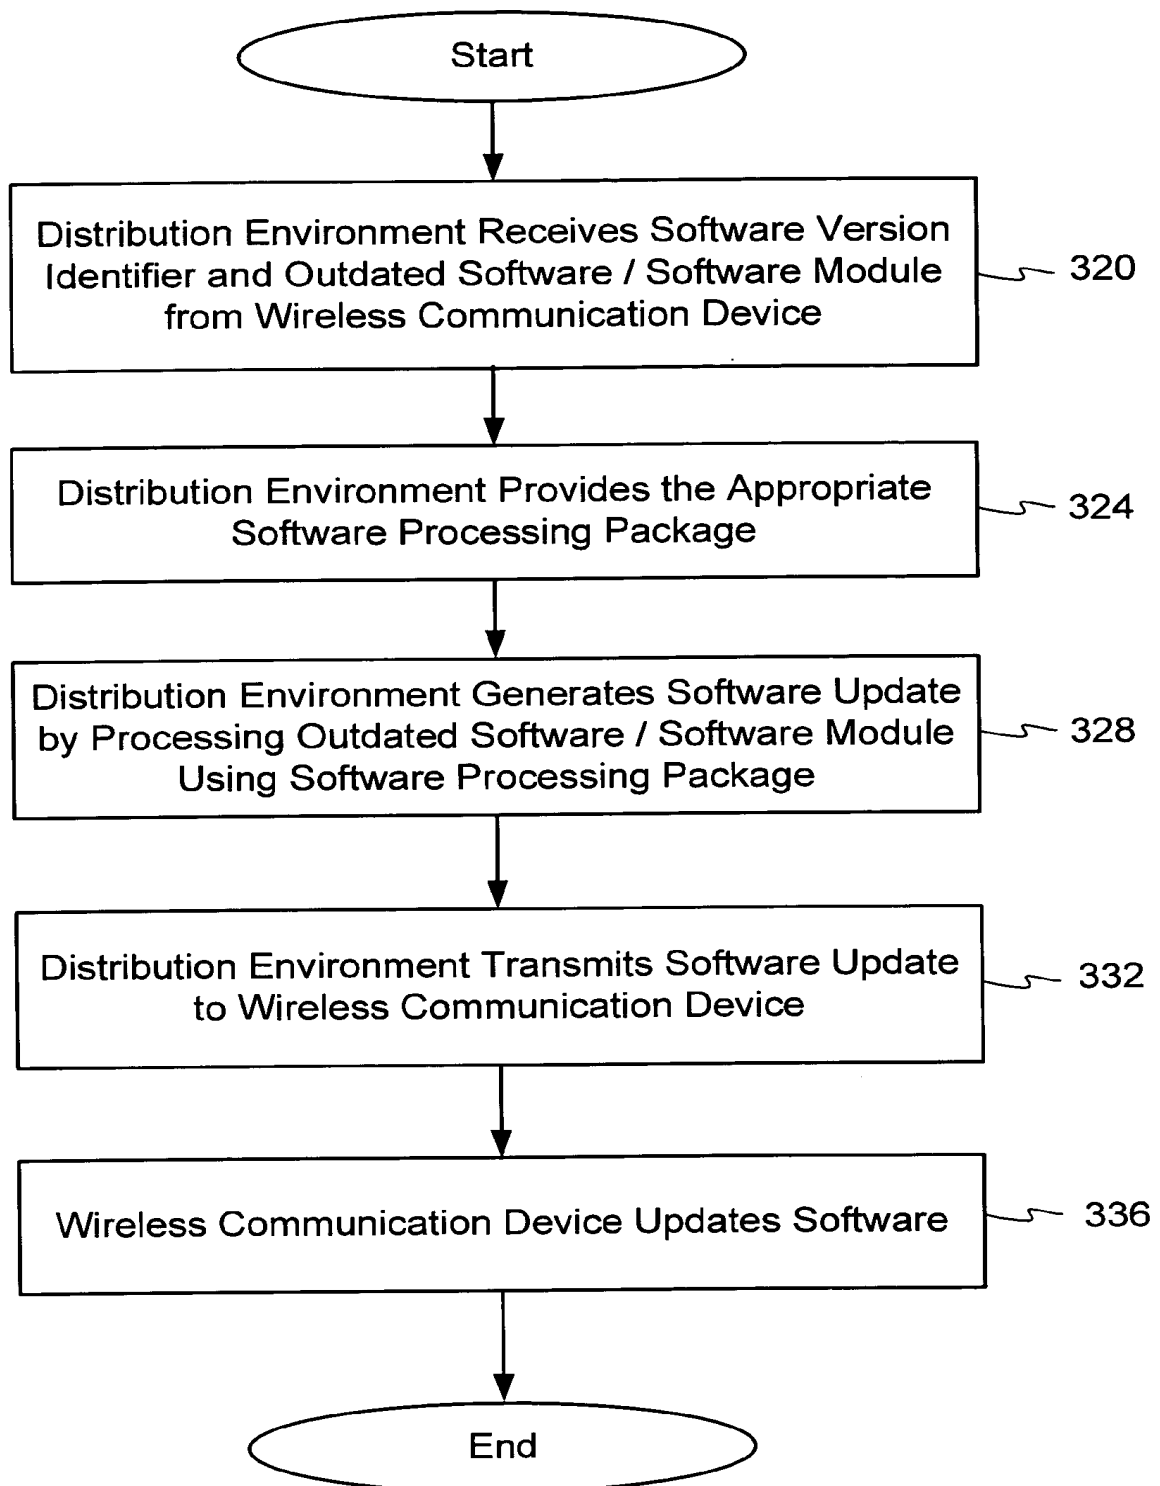 Start
Distribution Environment Receives Software Version
Identifier and Outdated Software / Software Module
from Wireless Communication Device
320
Distribution Environment Provides the Appropriate
Software Processing Package
324
Distribution Environment Generates Software Update
by Processing Outdated Software / Software Module
Using Software Processing Package
328
Distribution Environment Transmits Software Update
to Wireless Communication Device
332
Wireless Communication Device Updates Software
336
End